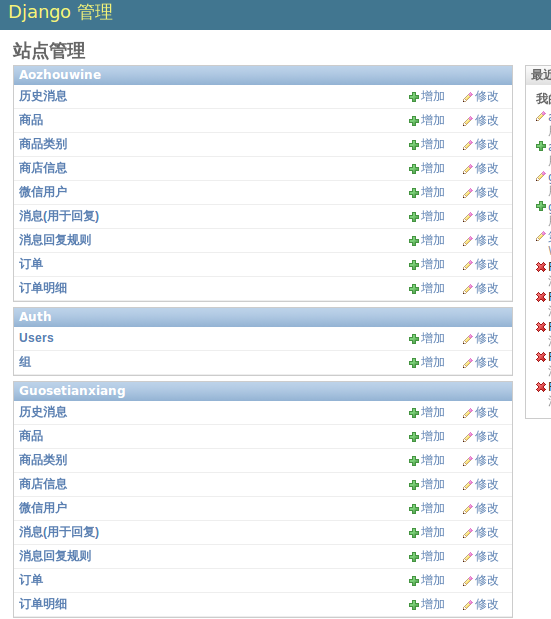 Django 管理
站点管理
Aozhouwine
历史消息 增加 修改
商品 增加 修改
商品类别 增加 修改
商店信息 增加 修改
微信用户 增加 修改
消息(用于回复) 增加 修改
消息回复规则 增加 修改
订单 增加 修改
订单明细 增加 修改
Auth
Users 增加 修改
组 增加 修改
Guosetianxiang
历史消息 增加 修改
商品 增加 修改
商品类别 增加 修改
商店信息 增加 修改
微信用户 增加 修改
消息(用于回复) 增加 修改
消息回复规则 增加 修改
订单 增加 修改
订单明细 增加 修改
最近